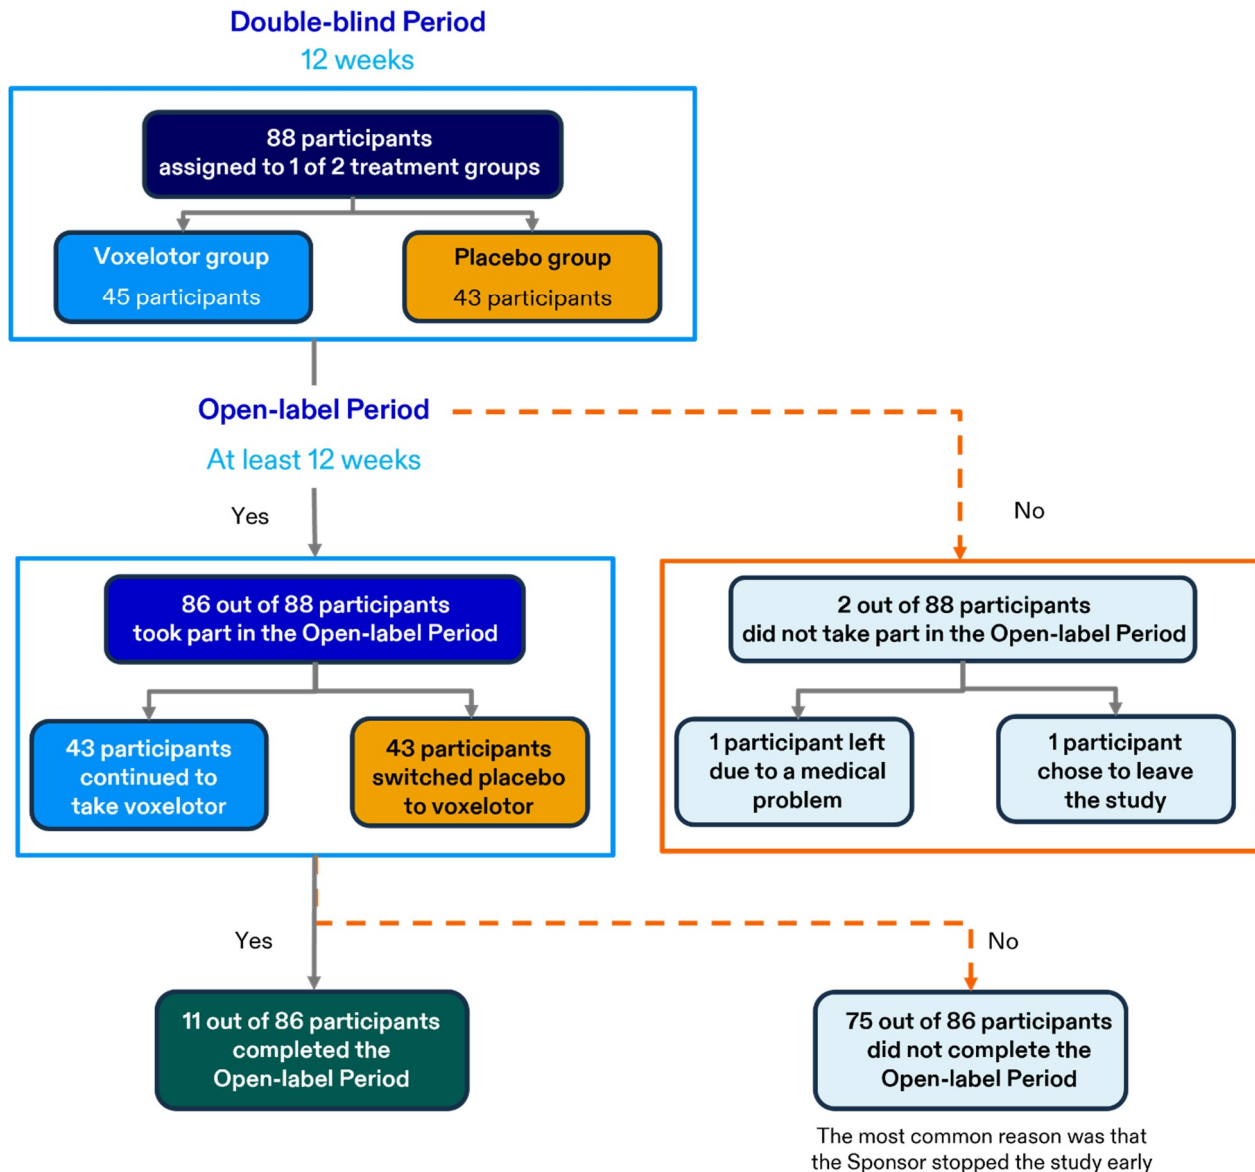 Double-blind Period
12 weeks
88 participants
assigned to 1 of 2 treatment groups
Voxelotor group
45 participants
Placebo group
43 participants
Open-label Period
At least 12 weeks
Yes
No
86 out of 88 participants
took part in the Open-label Period
43 participants
continued to
take voxelotor
43 participants
switched placebo
to voxelotor
2 out of 88 participants
did not take part in the Open-label Period
1 participant left
due to a medical
problem
1 participant
chose to leave
the study
Yes
No
11 out of 86 participants
completed the
Open-label Period
75 out of 86 participants
did not complete the
Open-label Period
The most common reason was that
the Sponsor stopped the study early